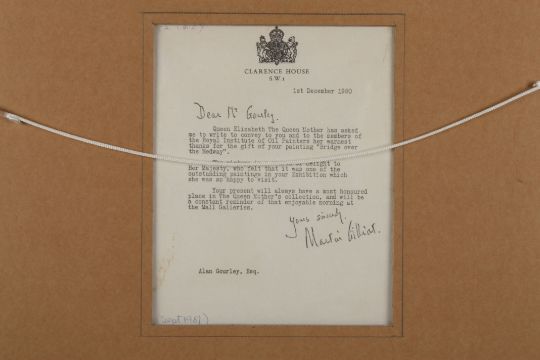 CLARENCE HOUSE
S.W.1
1st December 1980
Dear Mr Gourley,
Queen Elizabeth The Queen Mother has asked
me to write to convey to you and to the members of
the Royal Institute of Oil Painters her warmest
thanks for the gift of your painting "Bridge over
the Medway".
of delight to
Her Majesty, who felt that it was one of the
outstanding paintings in your Exhibition which
she was so happy to visit.
Your present will always have a most honoured
place in The Queen Mother's collection, and will be
a constant reminder of that enjoyable morning at
the Mall Galleries.
Yours sincerely,
Martin Gilliat.
Alan Gourley, Esq.